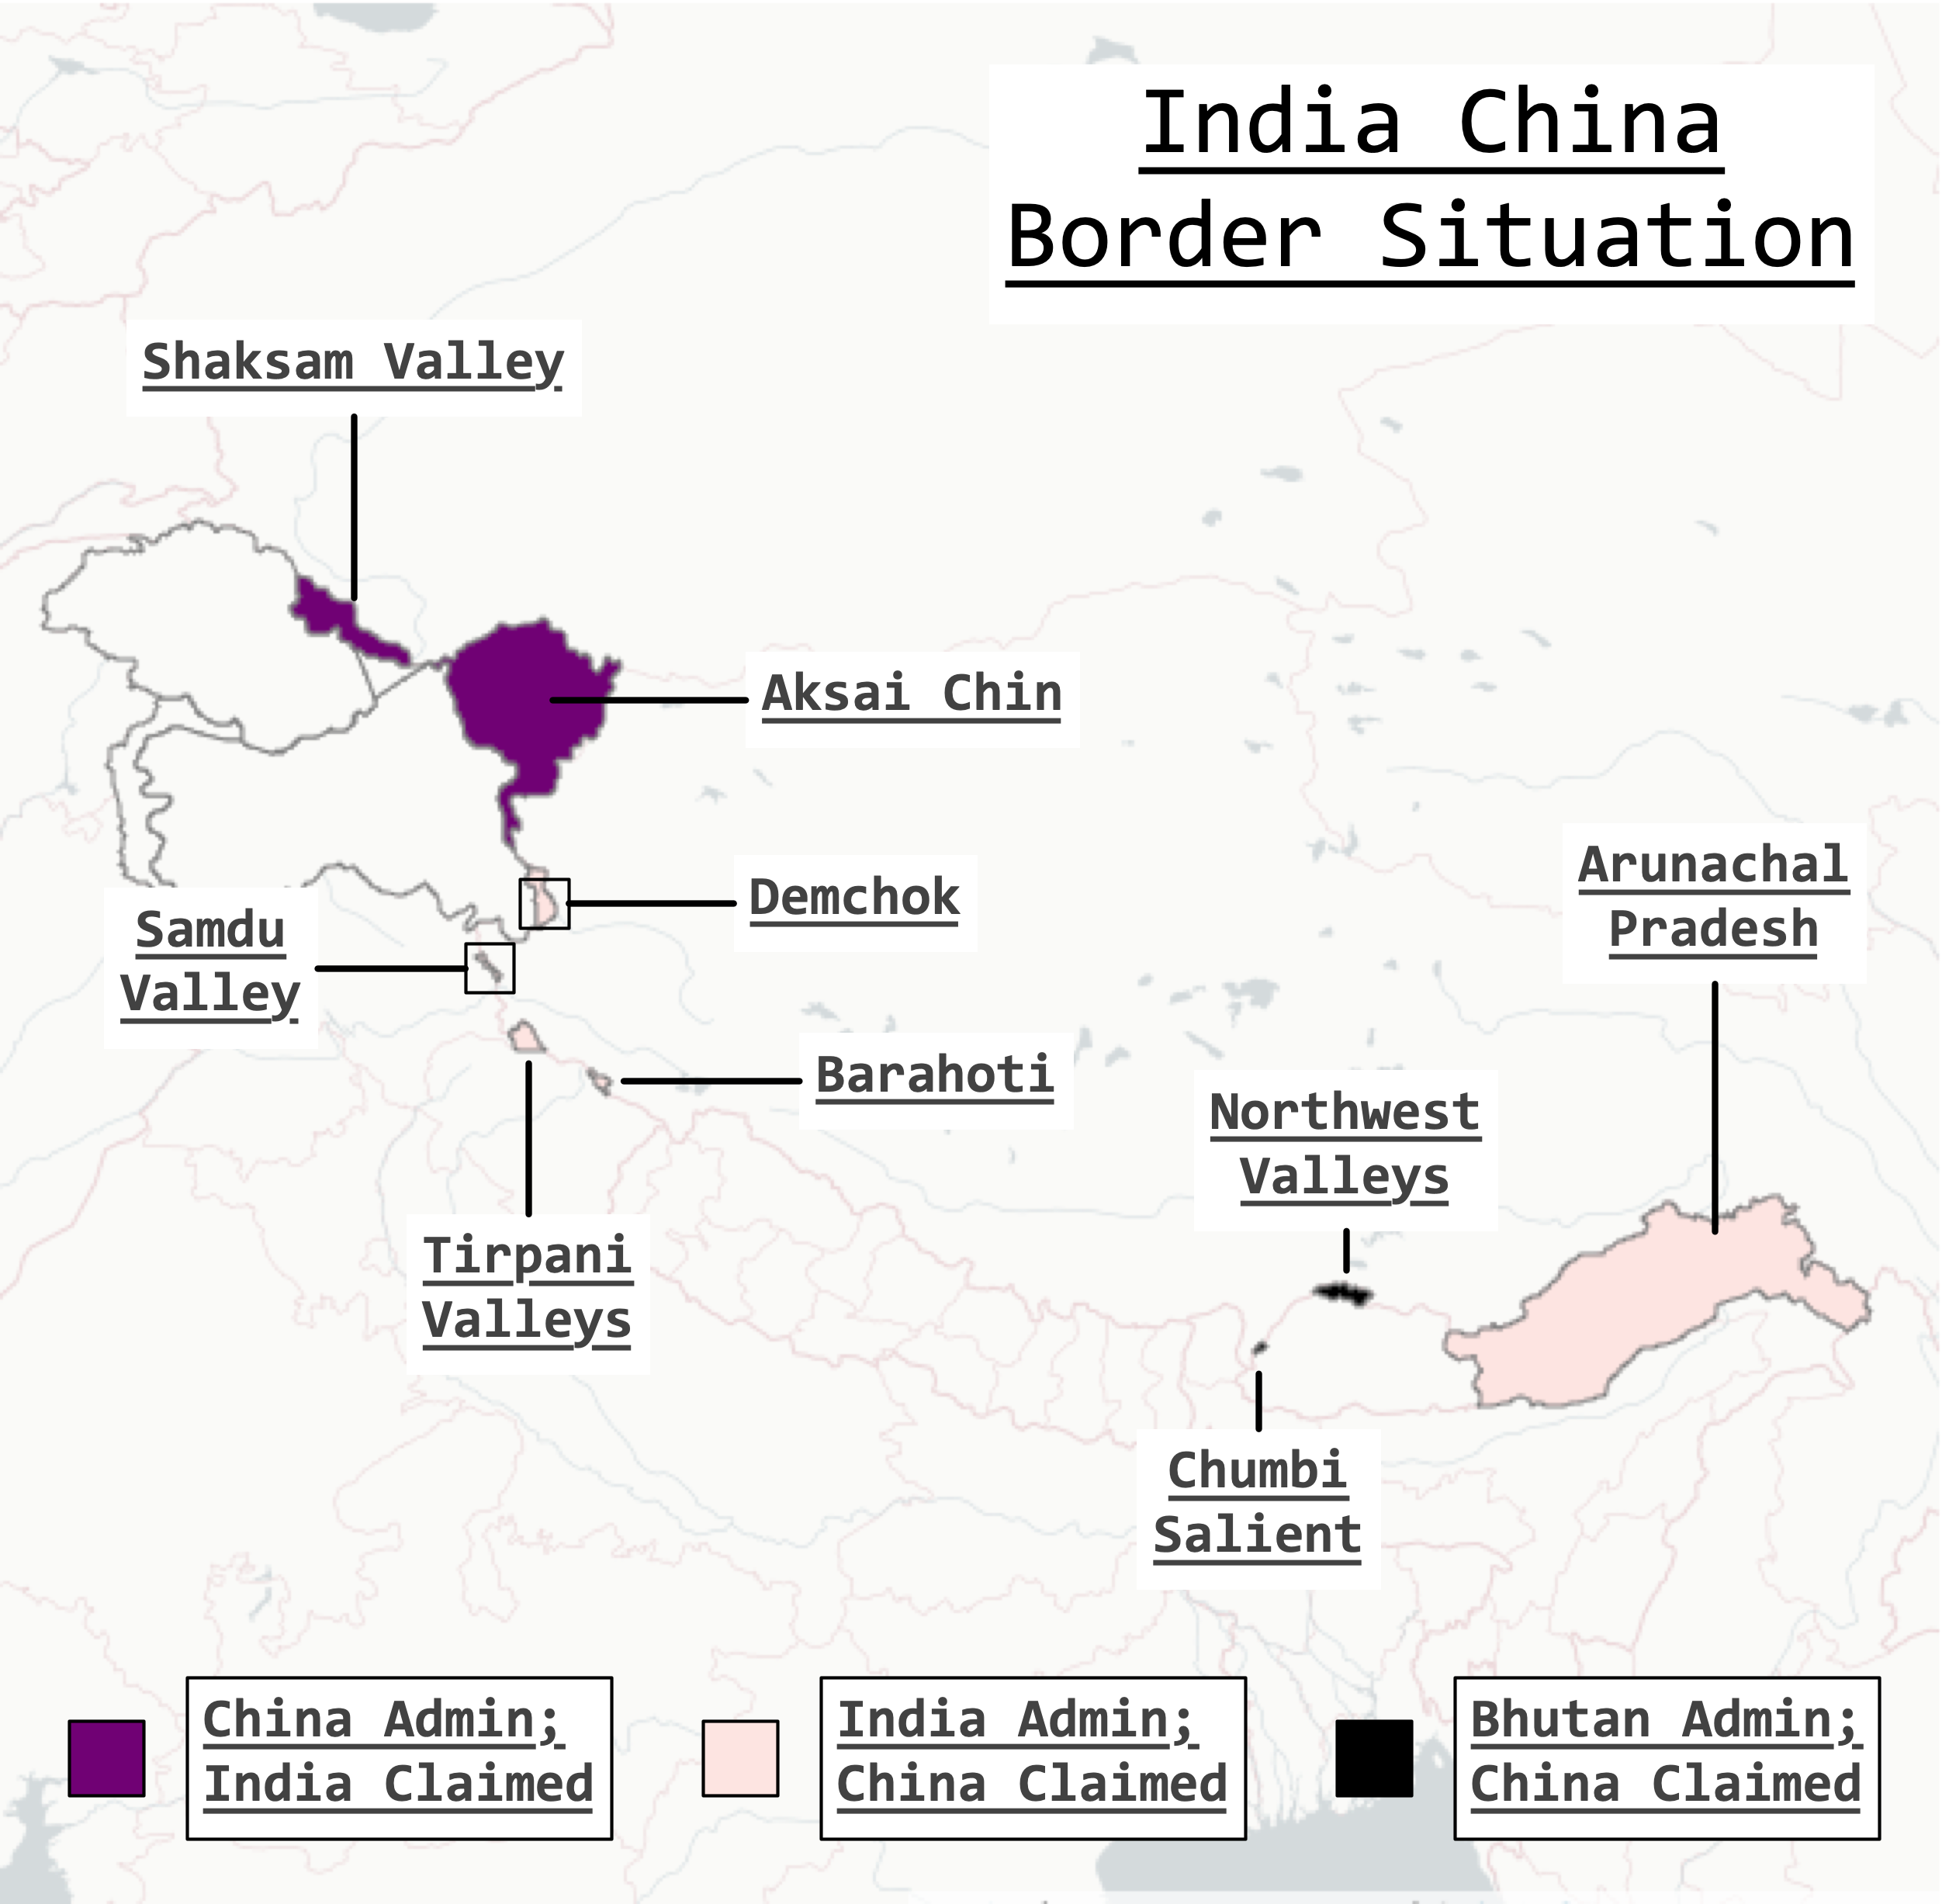 India China
Border Situation
Shaksam Valley
Aksai Chin
Demchok
Arunachal
Pradesh
Samdu
Valley
Barahoti
Northwest
Valleys
Tirpani
Valleys
Chumbi
Salient
China Admin;
India Claimed
India Admin;
China Claimed
Bhutan Admin;
China Claimed